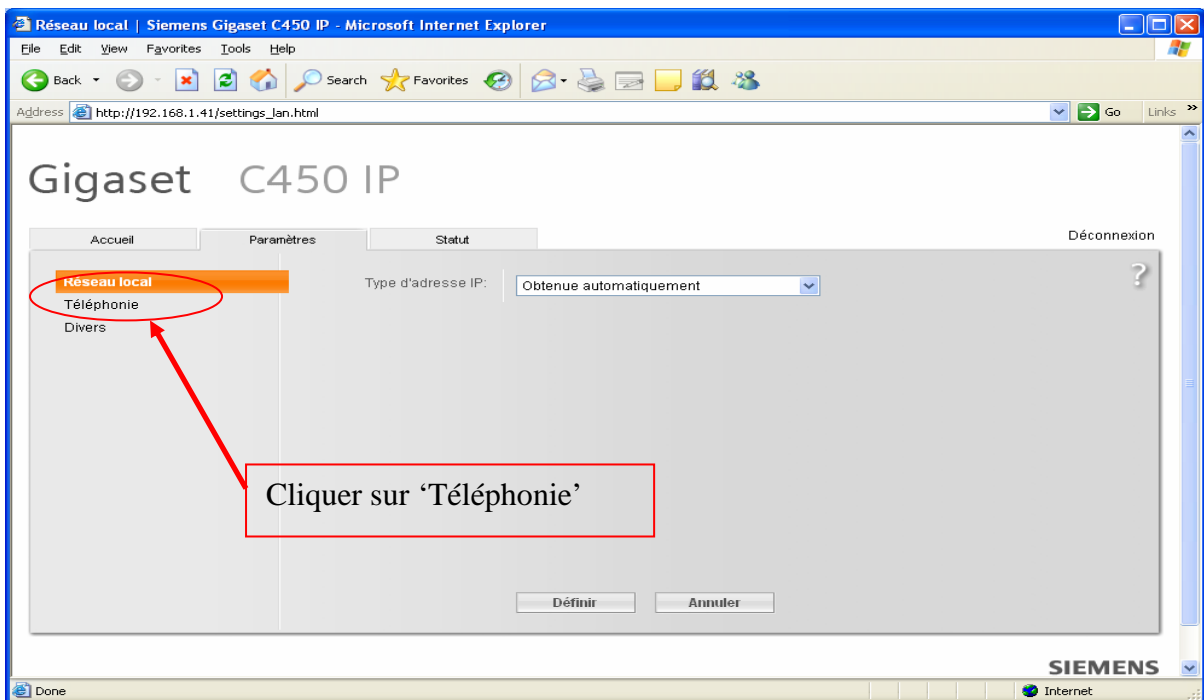 Réseau local | Siemens Gigaset C450 IP - Microsoft Internet Explorer
File Edit View Favorites Tools Help
Back Search Favorites
Address http://192.168.1.41/settings_lan.html Go Links »
Gigaset C450 IP
Accueil Paramètres Statut Déconnexion
Réseau local Type d'adresse IP: Obtenue automatiquement ?
Téléphonie
Divers
Cliquer sur ‘Téléphonie’
Définir Annuler
SIEMENS
Done Internet